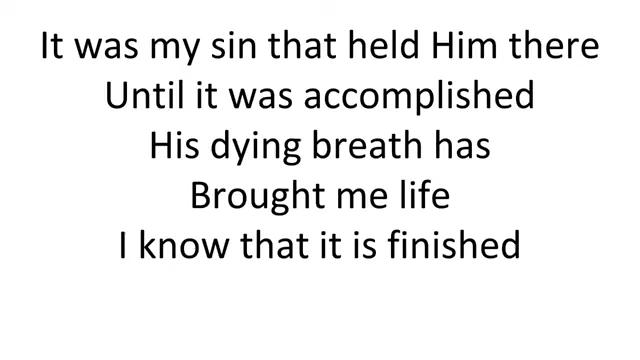 It was my sin that held Him there
Until it was accomplished
His dying breath has
Brought me life
I know that it is finished